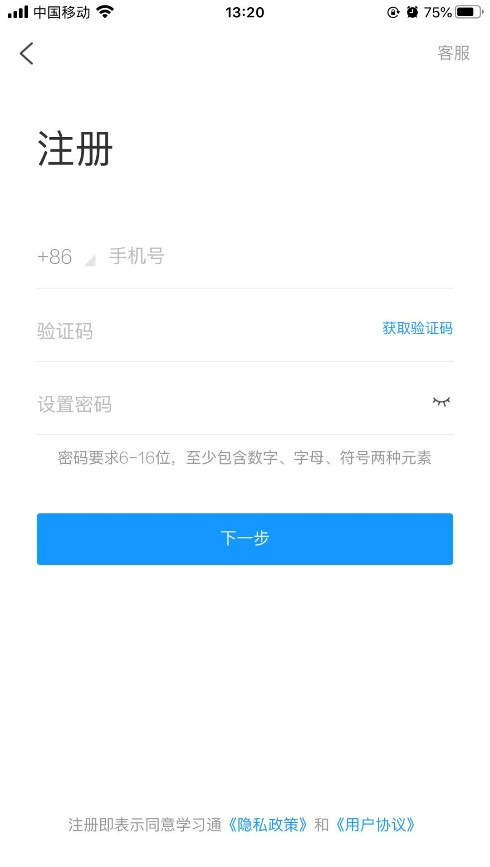 中国移动 13:20 75%
客服
注册
+86 手机号
验证码 获取验证码
设置密码
密码要求6-16位，至少包含数字、字母、符号两种元素
下一步
注册即表示同意学习通《隐私政策》和《用户协议》